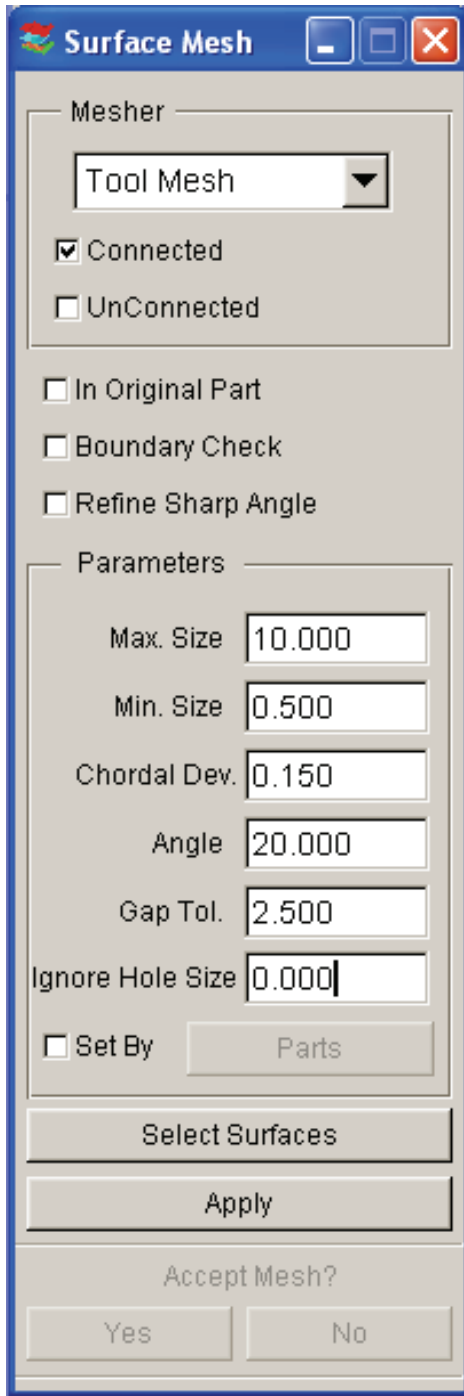 Surface Mesh
Mesher
Tool Mesh
Connected
UnConnected
In Original Part
Boundary Check
Refine Sharp Angle
Parameters
Max. Size 10.000
Min. Size 0.500
Chordal Dev. 0.150
Angle 20.000
Gap Tol. 2.500
Ignore Hole Size 0.000
Set By Parts
Select Surfaces
Apply
Accept Mesh?
Yes No